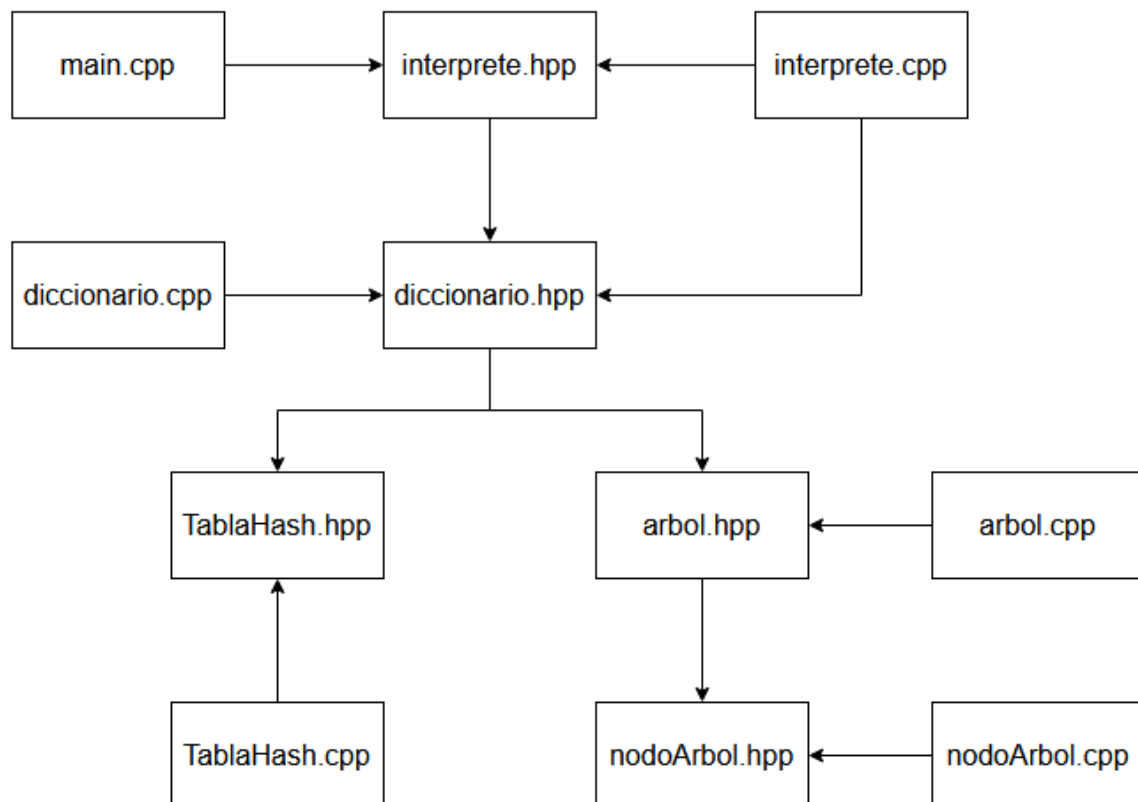 main.cpp
interprete.hpp
interprete.cpp
diccionario.cpp
diccionario.hpp
TablaHash.hpp
arbol.hpp
arbol.cpp
TablaHash.cpp
nodoArbol.hpp
nodoArbol.cpp